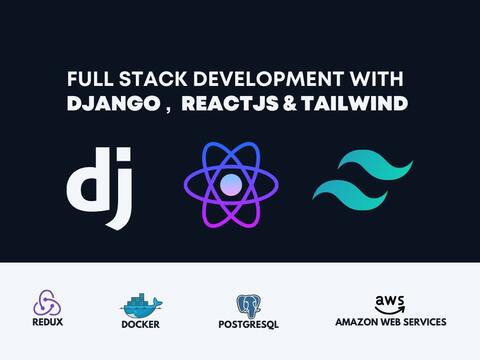 FULL STACK DEVELOPMENT WITH
DJANGO , REACTJS & TAILWIND
dj
REDUX
DOCKER
POSTGRESQL
aws
AMAZON WEB SERVICES